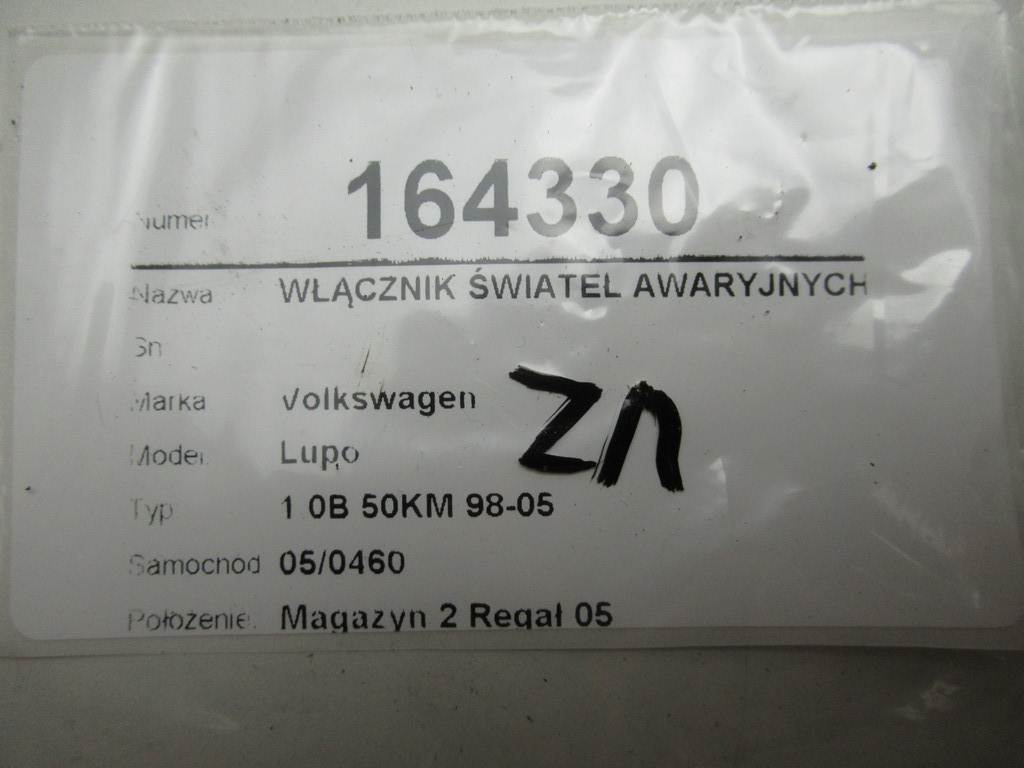 Numer 164330
Nazwa WŁĄCZNIK ŚWIATEŁ AWARYJNYCH
Sn
Marka Volkswagen
Model Lupo
zn
Typ 1 0B 50KM 98-05
Samochód 05/0460
Położenie: Magazyn 2 Regał 05